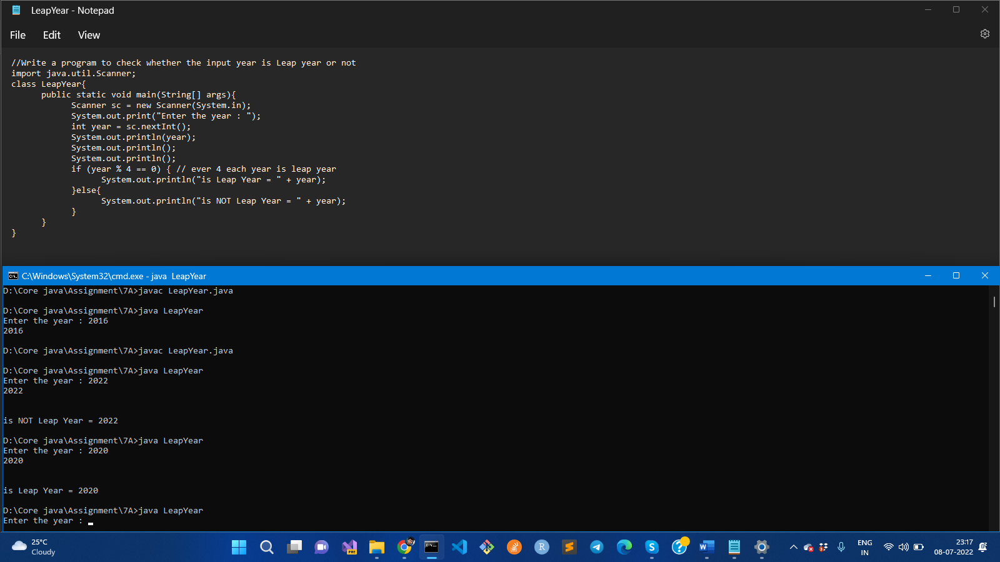 LeapYear - Notepad
File Edit View
//Write a program to check whether the input year is Leap year or not
import java.util.Scanner;
class LeapYear{
public static void main(String[] args){
Scanner sc = new Scanner(System.in);
System.out.print("Enter the year : ");
int year = sc.nextInt();
System.out.println(year);
System.out.println();
System.out.println();
if (year % 4 == 0) { // ever 4 each year is leap year
System.out.println("is Leap Year = " + year);
}else{
System.out.println("is NOT Leap Year = " + year);
}
}
}
C:\Windows\System32\cmd.exe - java  LeapYear
D:\Core java\Assignment\7A>javac LeapYear.java
D:\Core java\Assignment\7A>java LeapYear
Enter the year : 2016
2016
D:\Core java\Assignment\7A>javac LeapYear.java
D:\Core java\Assignment\7A>java LeapYear
Enter the year : 2022
2022
is NOT Leap Year = 2022
D:\Core java\Assignment\7A>java LeapYear
Enter the year : 2020
2020
is Leap Year = 2020
D:\Core java\Assignment\7A>java LeapYear
Enter the year :
25°C
Cloudy
PRE
R
S
W
ENG
IN
23:17
08-07-2022